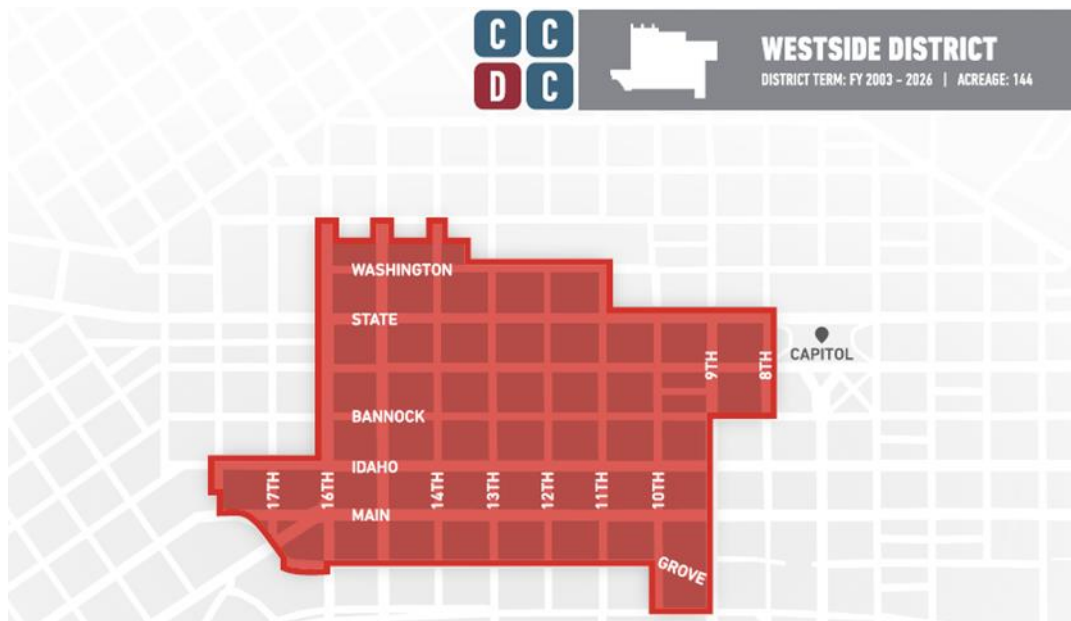 C C
D C
WESTSIDE DISTRICT
DISTRICT TERM: FY 2003 – 2026 | ACREAGE: 144
WASHINGTON
STATE
CAPITOL
9TH
8TH
BANNOCK
IDAHO
17TH
16TH
14TH
13TH
12TH
11TH
10TH
MAIN
GROVE